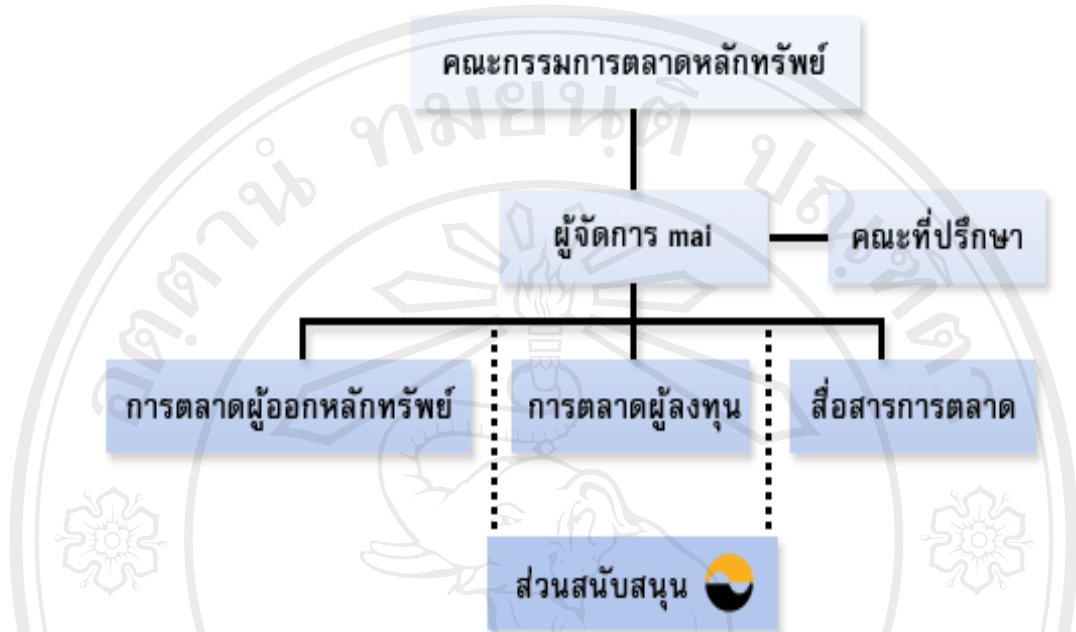 คณะกรรมการตลาดหลักทรัพย์
ผู้จัดการ mai
คณะที่ปรึกษา
การตลาดผู้ออกหลักทรัพย์
การตลาดผู้ลงทุน
สื่อสารการตลาด
ส่วนสนับสนุน